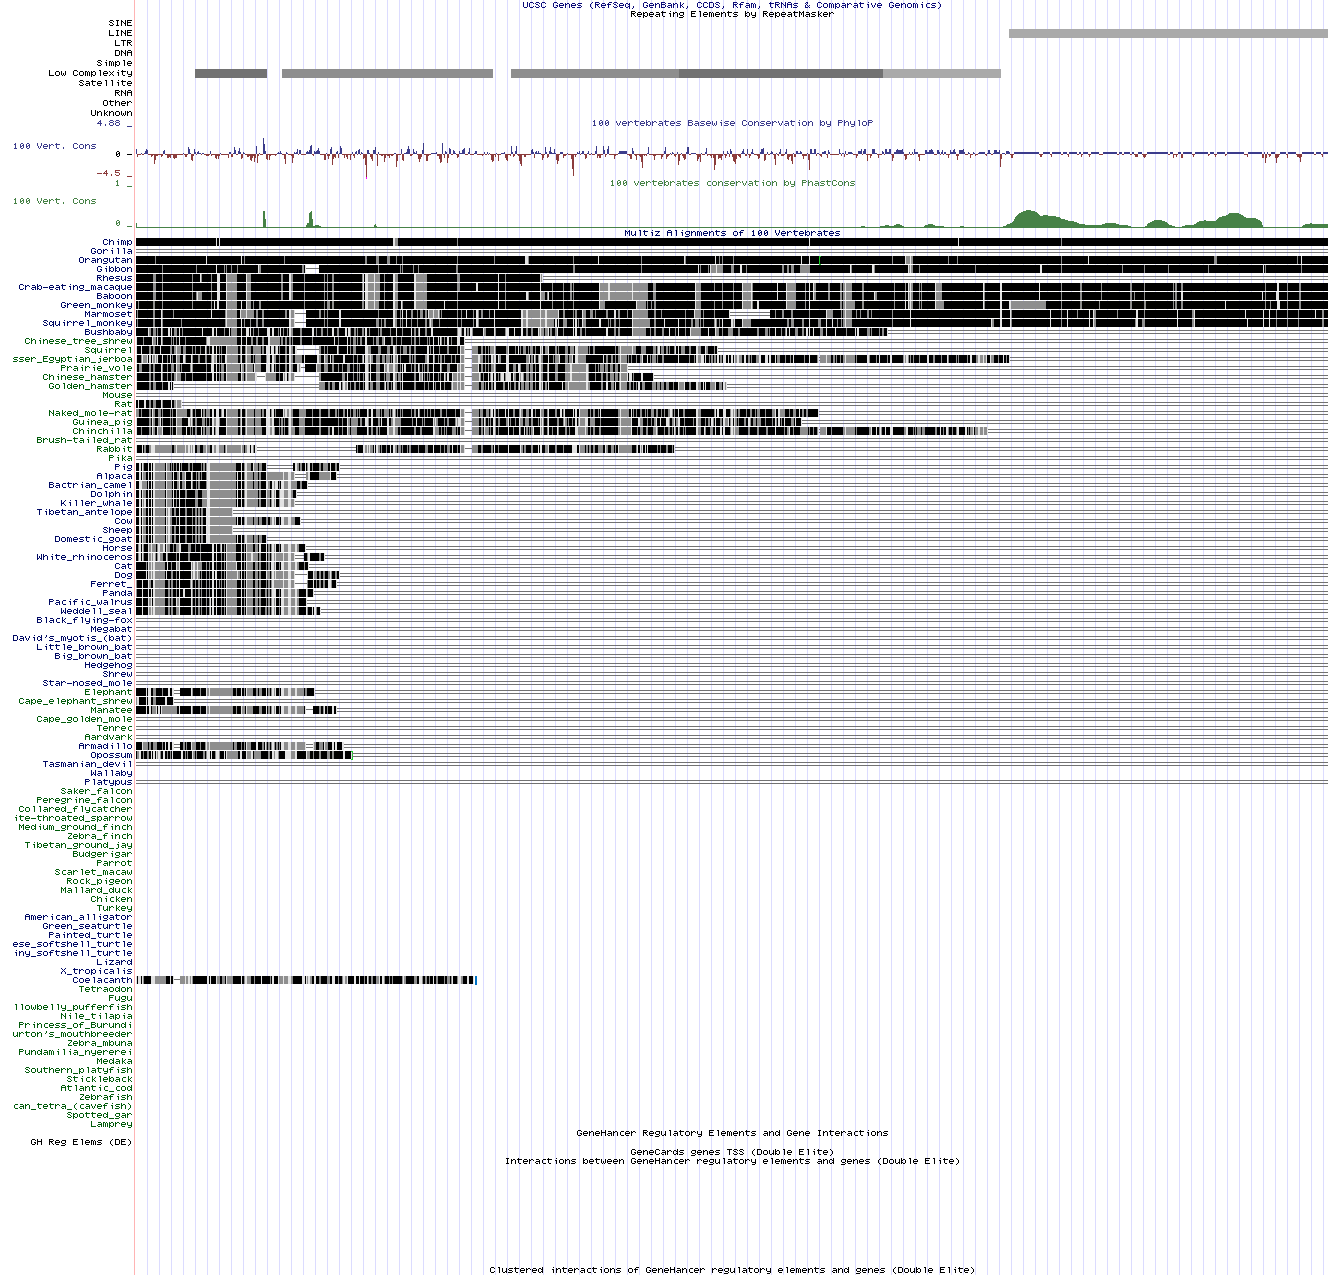 UCSC Genes (RefSeq, GenBank, CCDS, Rfam, tRNAs & Comparative Genomics)
Repeating Elements by RepeatMasker
SINE
LINE
LTR
DNA
Simple
Low Complexity
Satellite
RNA
Other
Unknown
4.88 _
100 vertebrates Basewise Conservation by PhyloP
100 Vert. Cons
0 -
-4.5 _
1 _
100 vertebrates conservation by PhastCons
100 Vert. Cons
0 _
Multiz Alignments of 100 Vertebrates
Chimp
Gorilla
Orangutan
Gibbon
Rhesus
Crab-eating_macaque
Baboon
Green_monkey
Marmoset
Squirrel_monkey
Bushbaby
Chinese_tree_shrew
Squirrel
sser_Egyptian_jerboa
Prairie_vole
Chinese_hamster
Golden_hamster
Mouse
Rat
Naked_mole-rat
Guinea_pig
Chinchilla
Brush-tailed_rat
Rabbit
Pika
Pig
Alpaca
Bactrian_camel
Dolphin
Killer_whale
Tibetan_antelope
Cow
Sheep
Domestic_goat
Horse
White_rhinoceros
Cat
Dog
Ferret_
Panda
Pacific_walrus
Weddell_seal
Black_flying-fox
Megabat
David's_myotis_(bat)
Little_brown_bat
Big_brown_bat
Hedgehog
Shrew
Star-nosed_mole
Elephant
Cape_elephant_shrew
Manatee
Cape_golden_mole
Tenrec
Aardvark
Armadillo
Opossum
Tasmanian_devil
Wallaby
Platypus
Saker_falcon
Peregrine_falcon
Collared_flycatcher
ite-throated_sparrow
Medium_ground_finch
Zebra_finch
Tibetan_ground_jay
Budgerigar
Parrot
Scarlet_macaw
Rock_pigeon
Mallard_duck
Chicken
Turkey
American_alligator
Green_seaturtle
Painted_turtle
ese_softshell_turtle
iny_softshell_turtle
Lizard
X_tropicalis
Coelacanth
Tetraodon
Fugu
llowbelly_pufferfish
Nile_tilapia
Princess_of_Burundi
urton's_mouthbreeder
Zebra_mbuna
Pundamilia_nyererei
Medaka
Southern_platyfish
Stickleback
Atlantic_cod
Zebrafish
can_tetra_(cavefish)
Spotted_gar
Lamprey
GeneHancer Regulatory Elements and Gene Interactions
GH Reg Elems (DE)
GeneCards genes TSS (Double Elite)
Interactions between GeneHancer regulatory elements and genes (Double Elite)
Clustered interactions of GeneHancer regulatory elements and genes (Double Elite)